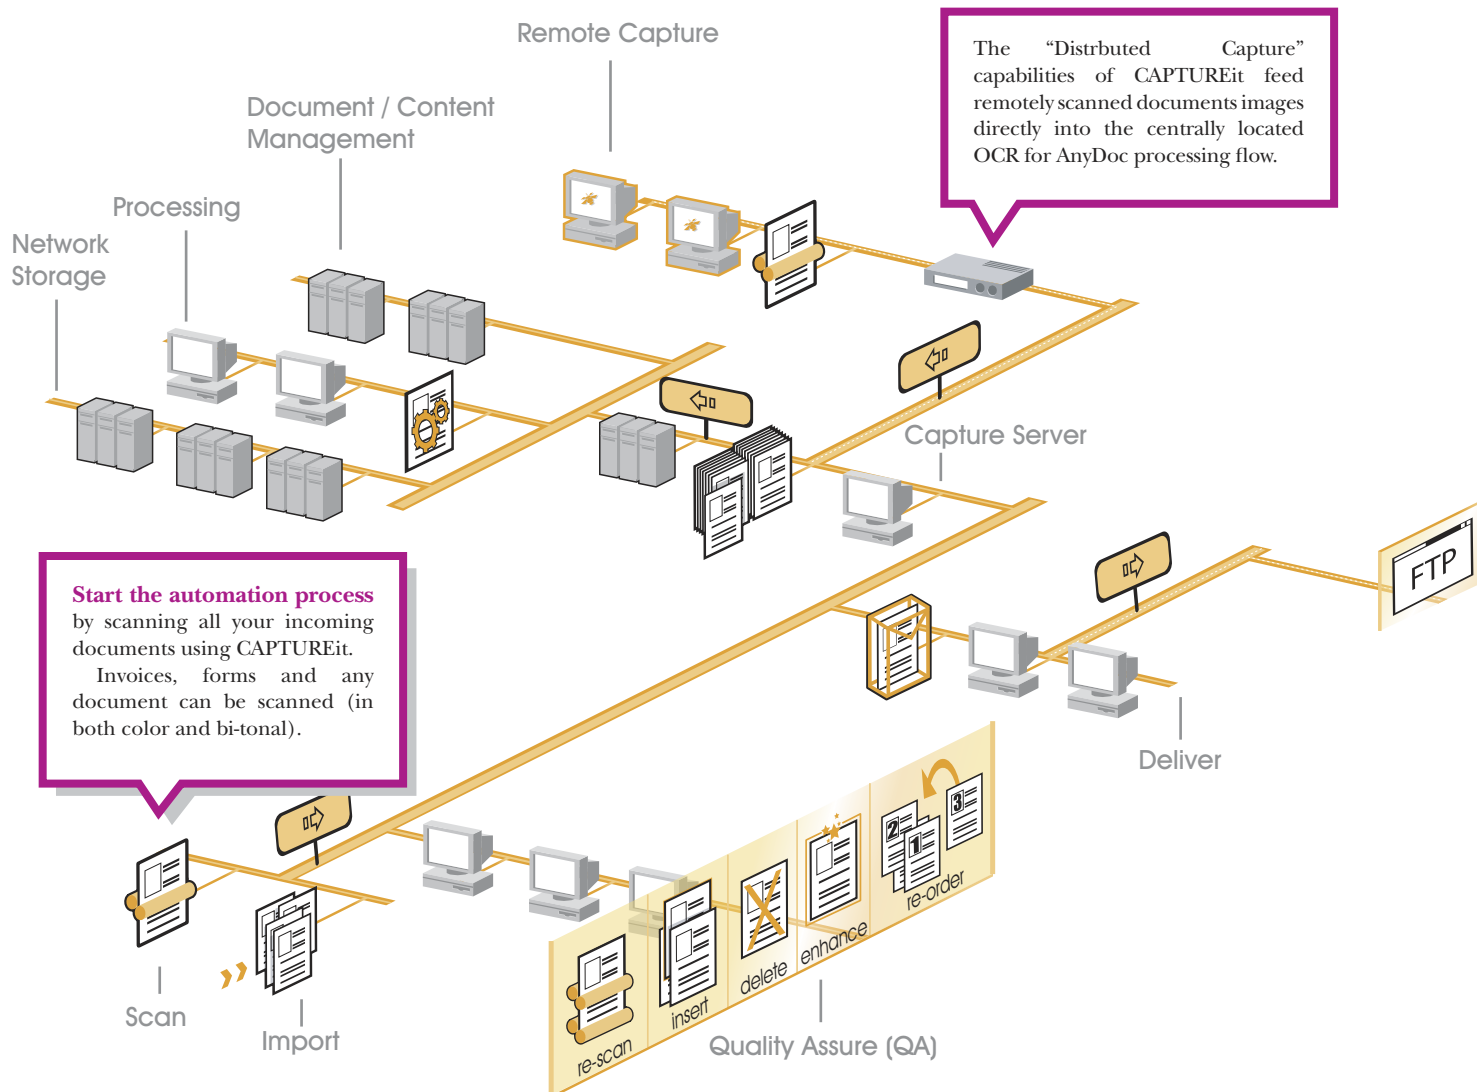 Remote Capture
The “Distrbuted Capture”
capabilities of CAPTUREit feed
remotely scanned documents images
directly into the centrally located
OCR for AnyDoc processing flow.
Document / Content
Management
Processing
Network
Storage
Capture Server
FTP
Start the automation process
by scanning all your incoming
documents using CAPTUREit.
Invoices, forms and any
document can be scanned (in
both color and bi-tonal).
Deliver
2
1
3
re-scan
insert
delete
enhance
re-order
Scan
Import
Quality Assure (QA)